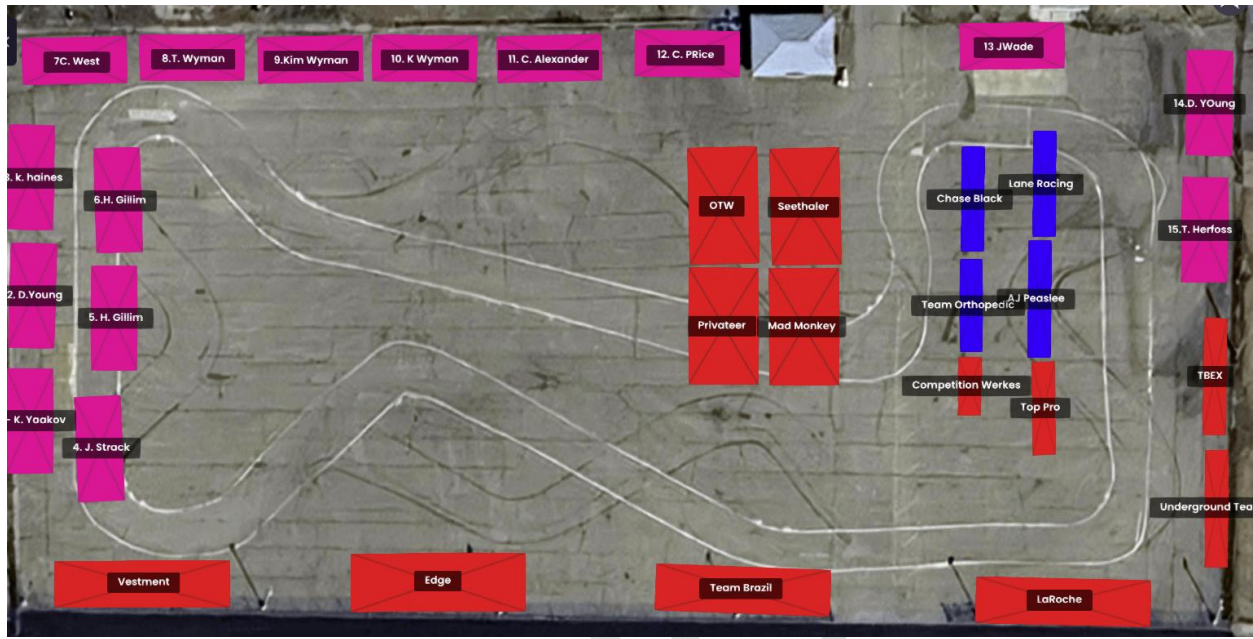 7C. West
8.T. Wyman
9.Kim Wyman
10. K Wyman
11. C. Alexander
12. C. PRice
13 JWade
14.D. YOung
3. k. haines
6.H. Gillim
OTW
Seethaler
Chase Black
Lane Racing
15.T. Herfoss
2. D.Young
5. H. Gillim
Privateer
Mad Monkey
Team Orthopedic
AJ Peaslee
TBEX
Competition Werkes
Top Pro
- K. Yaakov
4. J. Strack
Underground Tea
Vestment
Edge
Team Brazil
LaRoche